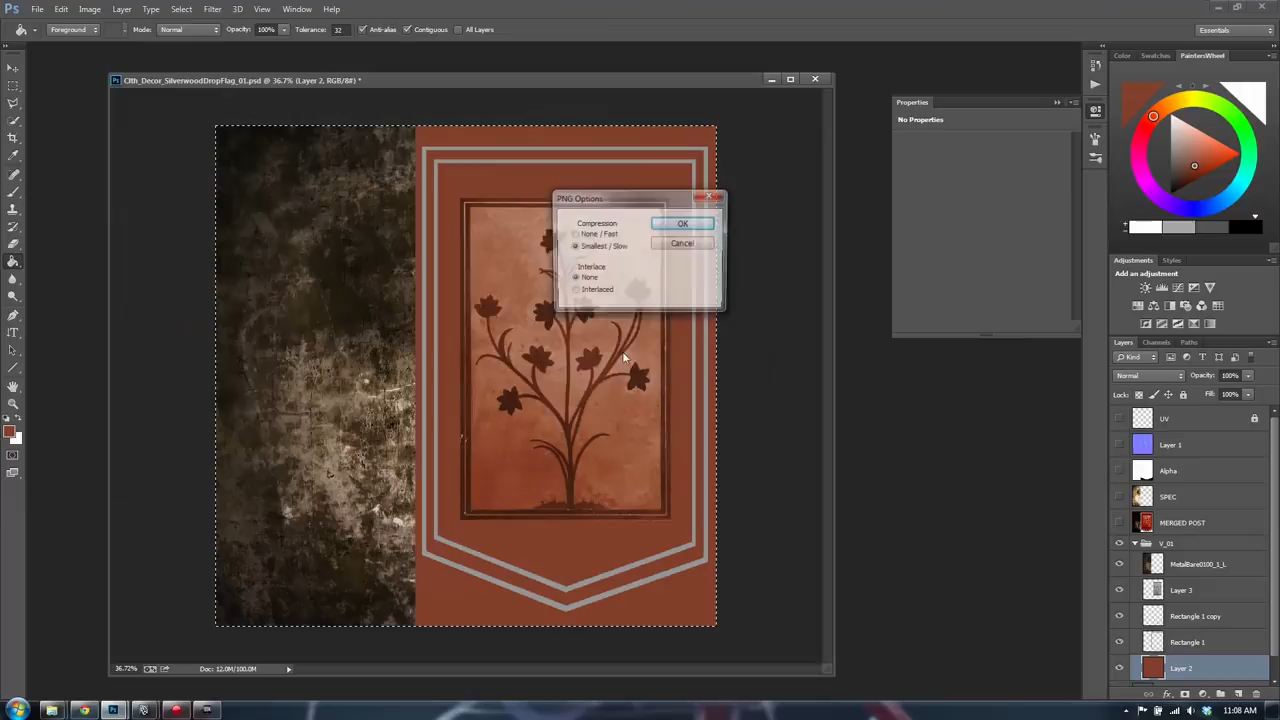 Ps File Edit Image Layer Type Select Filter 3D View Window Help
Foreground Mode: Normal Opacity: 100% Tolerance: 32 Anti-alias Contiguous All Layers Essentials
Color Swatches PaintersWheel
Clth_Decor_SilverwoodDropFlag_01.psd @ 36.7% (Layer 2, RGB/8#) *
Properties
No Properties
PNG Options
Compression
None / Fast
Smallest / Slow
Interlace
None
Interlaced
OK
Cancel
Adjustments Styles
Add an adjustment
Layers Channels Paths
Kind
Normal Opacity: 100%
Lock: Fill: 100%
UV
Layer 1
Alpha
SPEC
MERGED POST
V_01
MetalBare0100_1_L
Layer 3
Rectangle 1 copy
Rectangle 1
Layer 2
36.72% Doc: 12.0M/100.0M
fx
11:08 AM